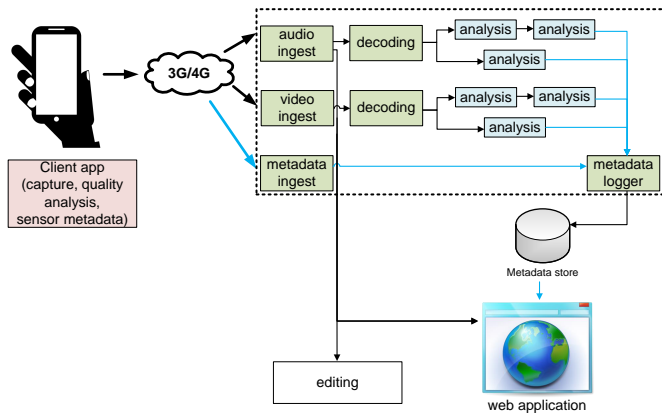 audio
ingest
decoding
analysis
analysis
analysis
3G/4G
video
ingest
decoding
analysis
analysis
analysis
Client app
(capture, quality
analysis,
sensor metadata)
metadata
ingest
metadata
logger
Metadata store
editing
web application